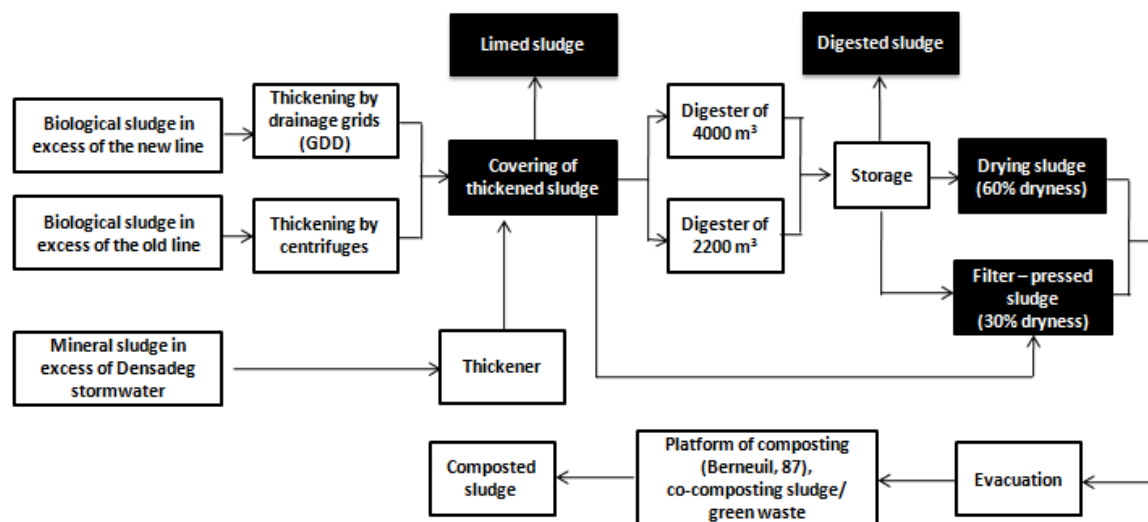 Limed sludge
Digested sludge
Biological sludge in
excess of the new line
Thickening by
drainage grids
(GDD)
Covering of
thickened sludge
Digester of
4000 m³
Storage
Drying sludge
(60% dryness)
Biological sludge in
excess of the old line
Thickening by
centrifuges
Digester of
2200 m³
Filter – pressed
sludge
(30% dryness)
Mineral sludge in
excess of Densadeg
stormwater
Thickener
Composted
sludge
Platform of composting
(Berneuil, 87),
co-composting sludge/
green waste
Evacuation